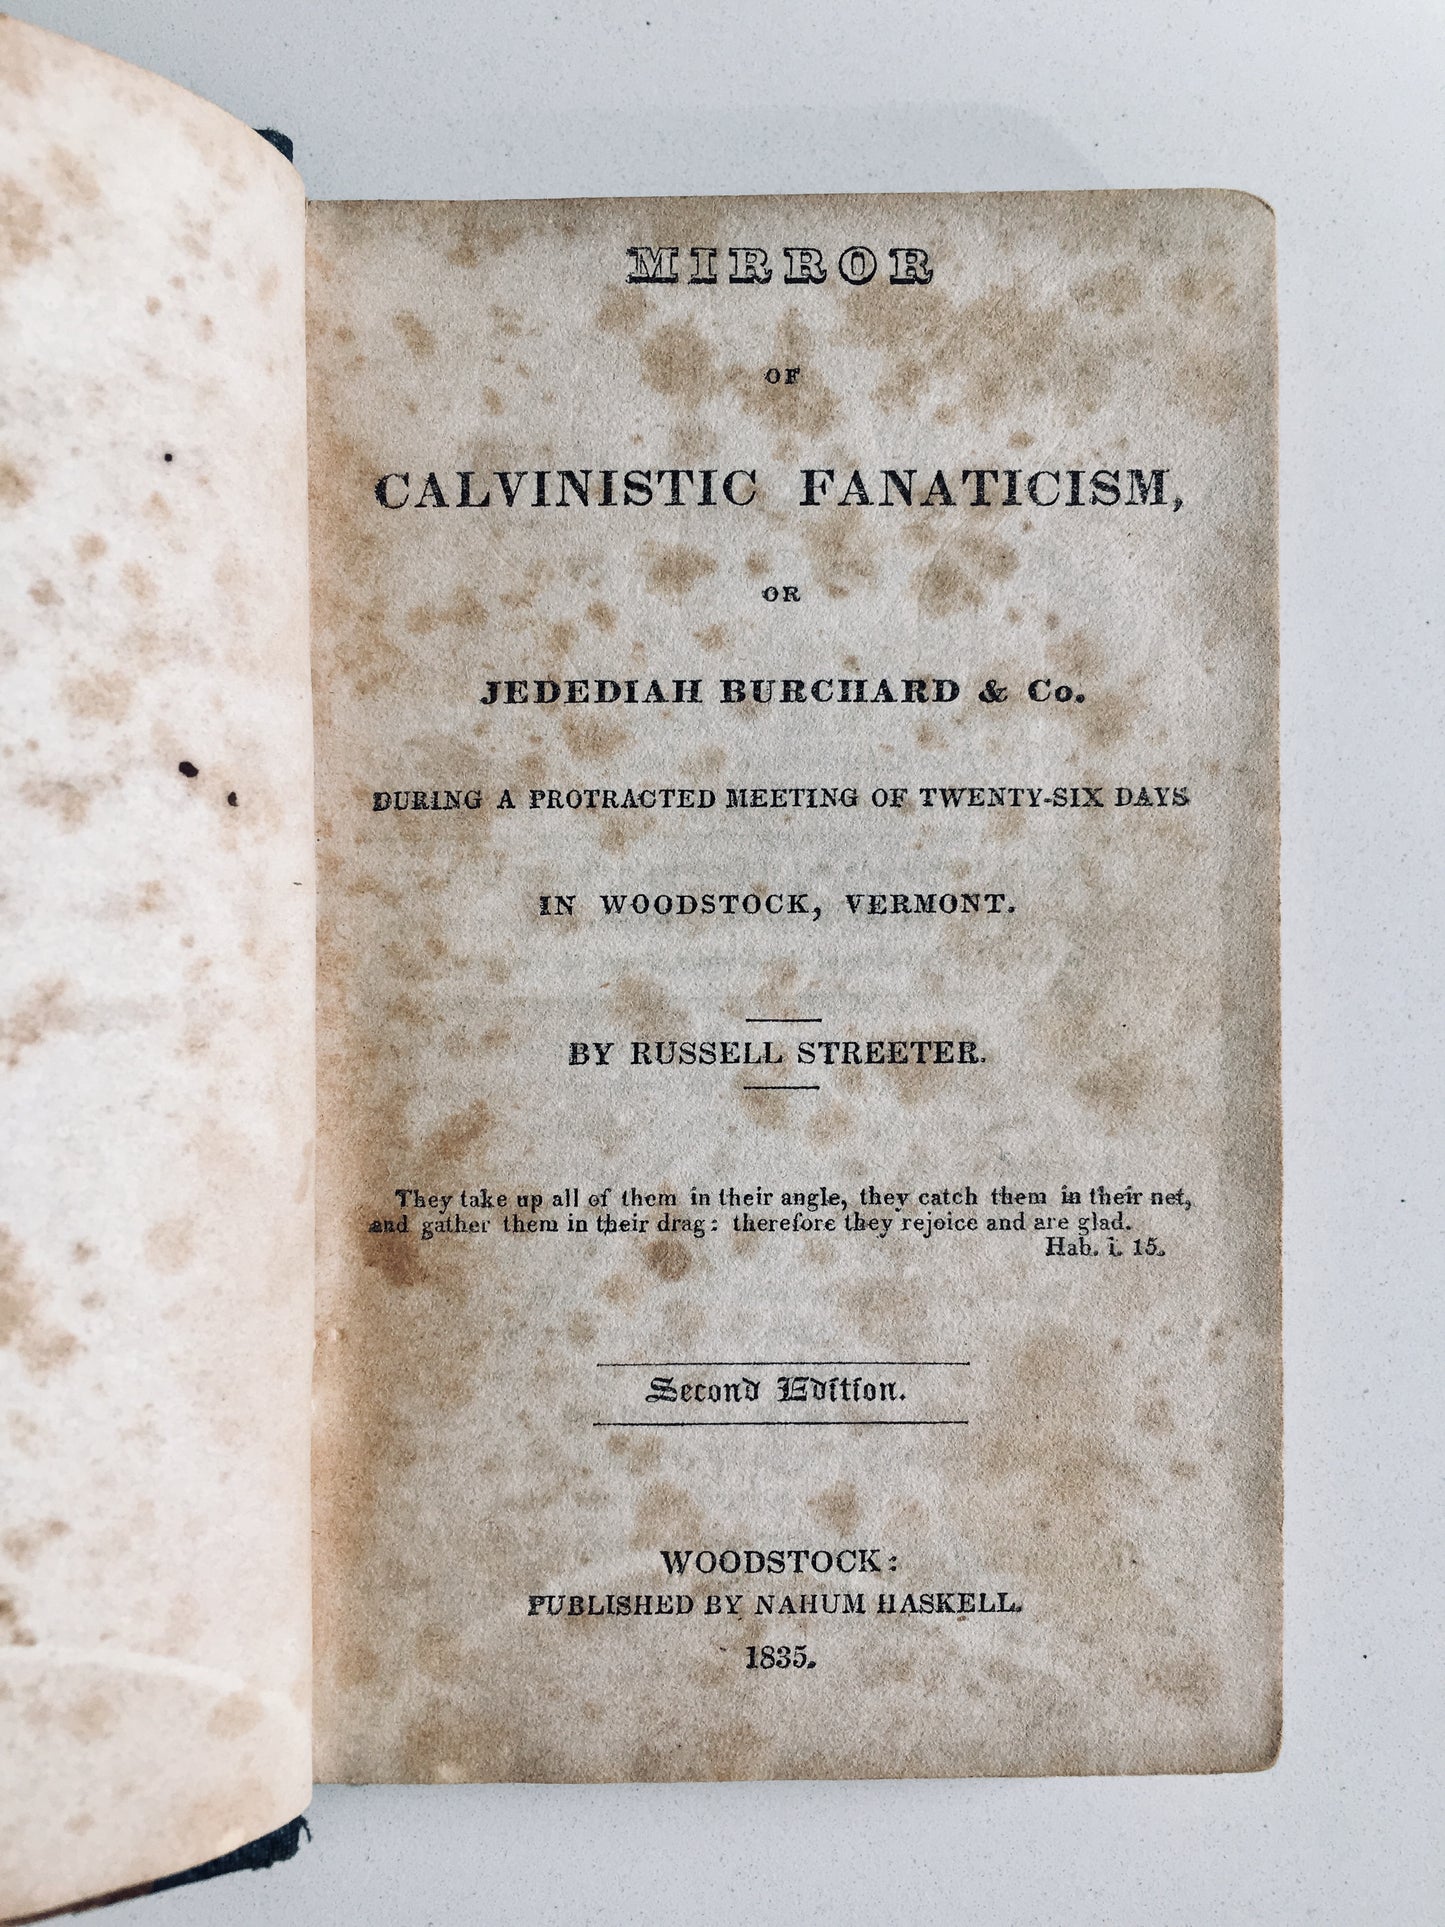 MIRROR
OF
CALVINISTIC FANATICISM,
OR
JEDEDIAH BURCHARD & Co.
DURING A PROTRACTED MEETING OF TWENTY-SIX DAYS
IN WOODSTOCK, VERMONT.
BY RUSSELL STREETER.
They take up all of them in their angle, they catch them in their net,
and gather them in their drag: therefore they rejoice and are glad.
Hab. i. 15.
Second Edition.
WOODSTOCK:
PUBLISHED BY NAHUM HASKELL.
1835.